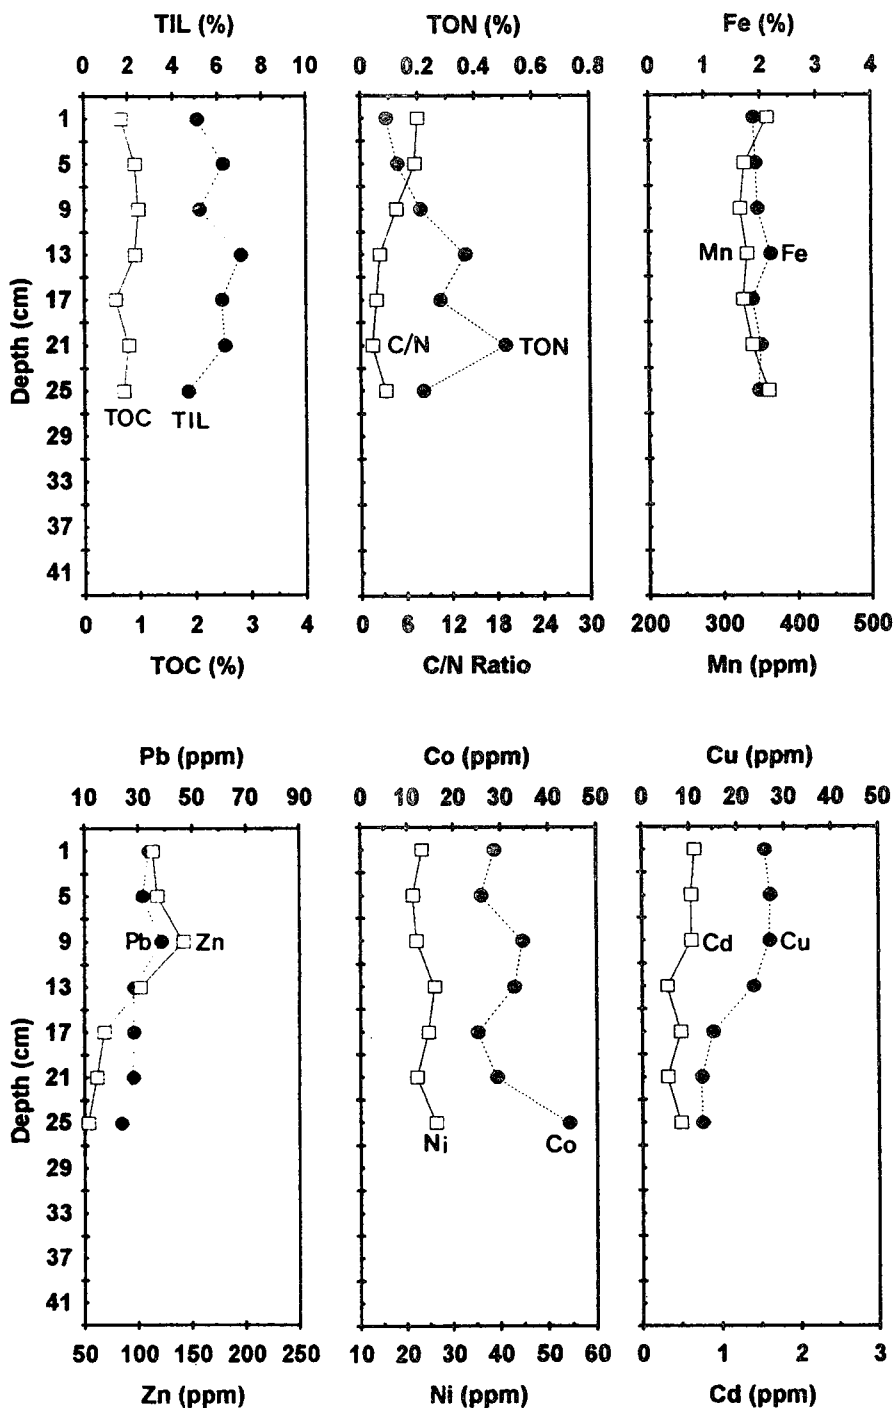 TIL (%) TON (%) Fe (%)
0 2 4 6 8 10 0 0.2 0.4 0.6 0.8 0 1 2 3 4
1
5
9
13
17
21
25
29
33
37
41
Depth (cm)
TOC TIL
C/N TON
Mn Fe
0 1 2 3 4 0 6 12 18 24 30 200 300 400 500
TOC (%) C/N Ratio Mn (ppm)
Pb (ppm) Co (ppm) Cu (ppm)
10 30 50 70 90 0 10 20 30 40 50 0 10 20 30 40 50
1
5
9
13
17
21
25
29
33
37
41
Depth (cm)
Pb Zn
Ni Co
Cd Cu
50 100 150 200 250 10 20 30 40 50 60 0 1 2 3
Zn (ppm) Ni (ppm) Cd (ppm)